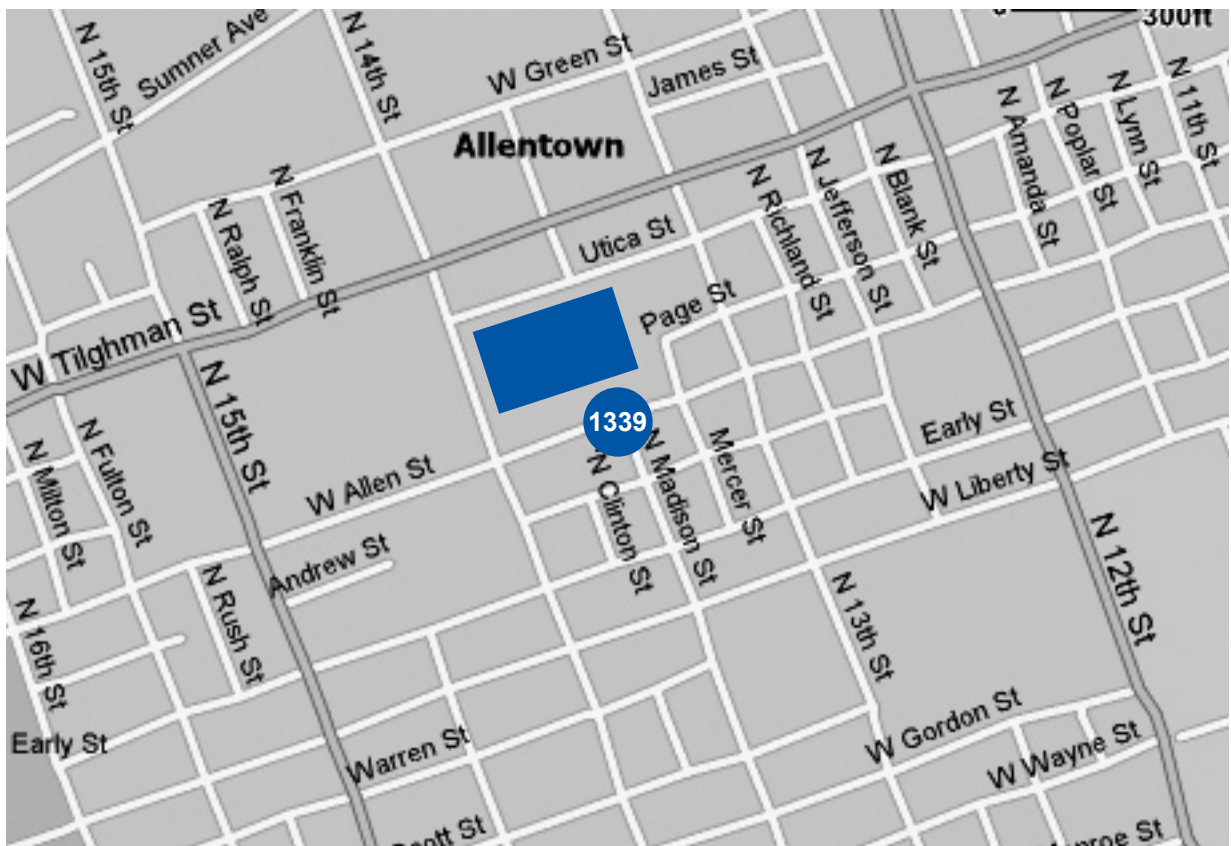 300ft
N 15th St
Sumner Ave
N 14th St
W Green St
James St
Allentown
N Amanda St
N Poplar St
N Lynn St
N 11th St
N Franklin St
N Ralph St
Utica St
N Richland St
N Jefferson St
N Blank St
Page St
W Tilghman St
N 15th St
1339
N Milton St
N Fulton St
W Allen St
N Clinton St
N Madison St
Mercer St
Early St
W Liberty St
Andrew St
N Rush St
N 16th St
N 13th St
N 12th St
Early St
Warren St
W Gordon St
W Wayne St
St
St